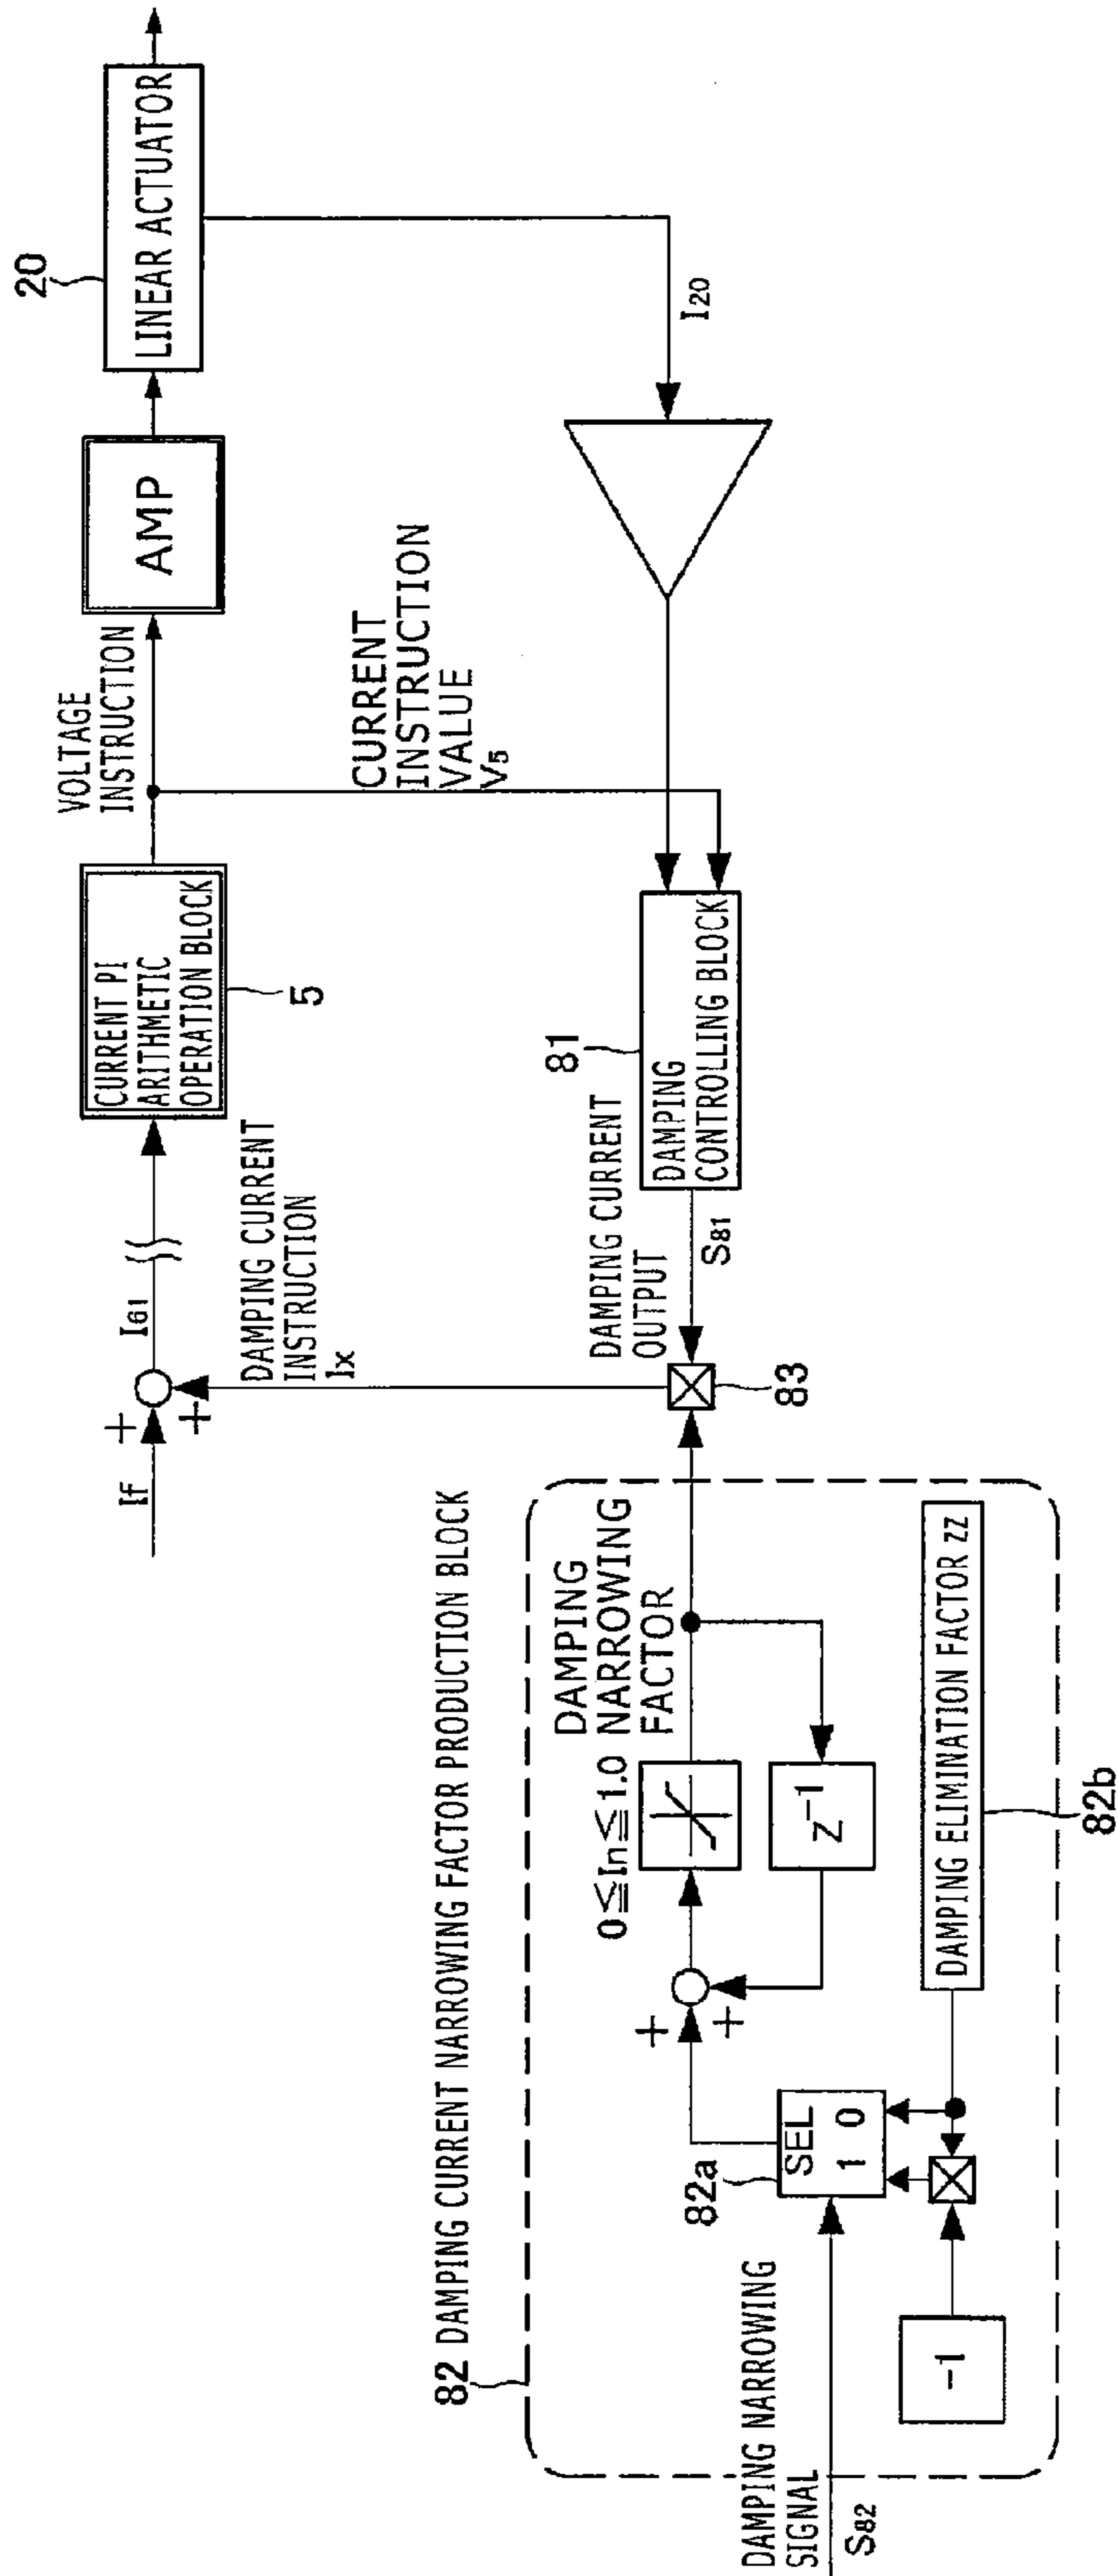 If
+
+
I61
CURRENT PI
ARITHMETIC
OPERATION BLOCK
5
VOLTAGE
INSTRUCTION
AMP
20
LINEAR ACTUATOR
DAMPING CURRENT
INSTRUCTION
Ix
CURRENT
INSTRUCTION
VALUE
V5
I20
82 DAMPING CURRENT NARROWING FACTOR PRODUCTION BLOCK
DAMPING
0≦In≦1.0 NARROWING
FACTOR
DAMPING CURRENT
OUTPUT
S81
81
DAMPING
CONTROLLING BLOCK
83
+
+
Z-1
82a
SEL
1 0
DAMPING NARROWING
SIGNAL
S82
-1
DAMPING ELIMINATION FACTOR ZZ
82b